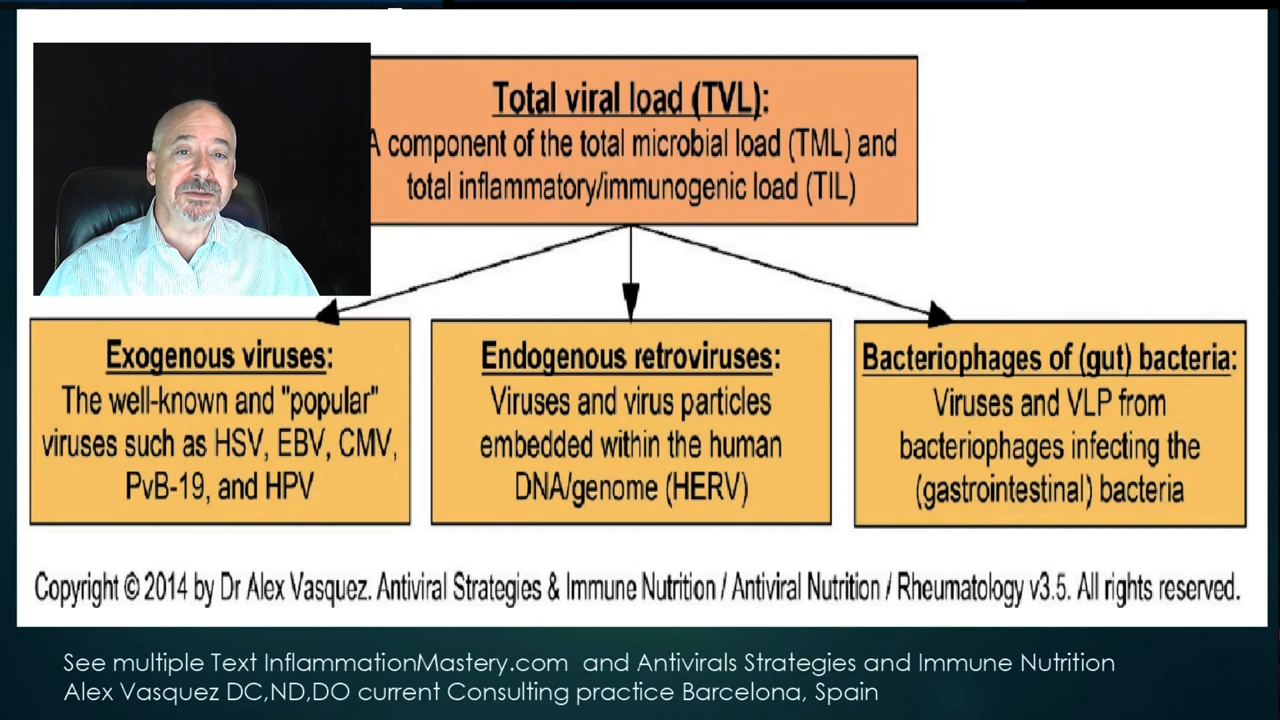 Total viral load (TVL):
A component of the total microbial load (TML) and
total inflammatory/immunogenic load (TIL)
Exogenous viruses:
The well-known and "popular"
viruses such as HSV, EBV, CMV,
PvB-19, and HPV
Endogenous retroviruses:
Viruses and virus particles
embedded within the human
DNA/genome (HERV)
Bacteriophages of (gut) bacteria:
Viruses and VLP from
bacteriophages infecting the
(gastrointestinal) bacteria
Copyright © 2014 by Dr Alex Vasquez. Antiviral Strategies & Immune Nutrition / Antiviral Nutrition / Rheumatology v3.5. All rights reserved.
See multiple Text InflammationMastery.com and Antivirals Strategies and Immune Nutrition
Alex Vasquez DC,ND,DO current Consulting practice Barcelona, Spain